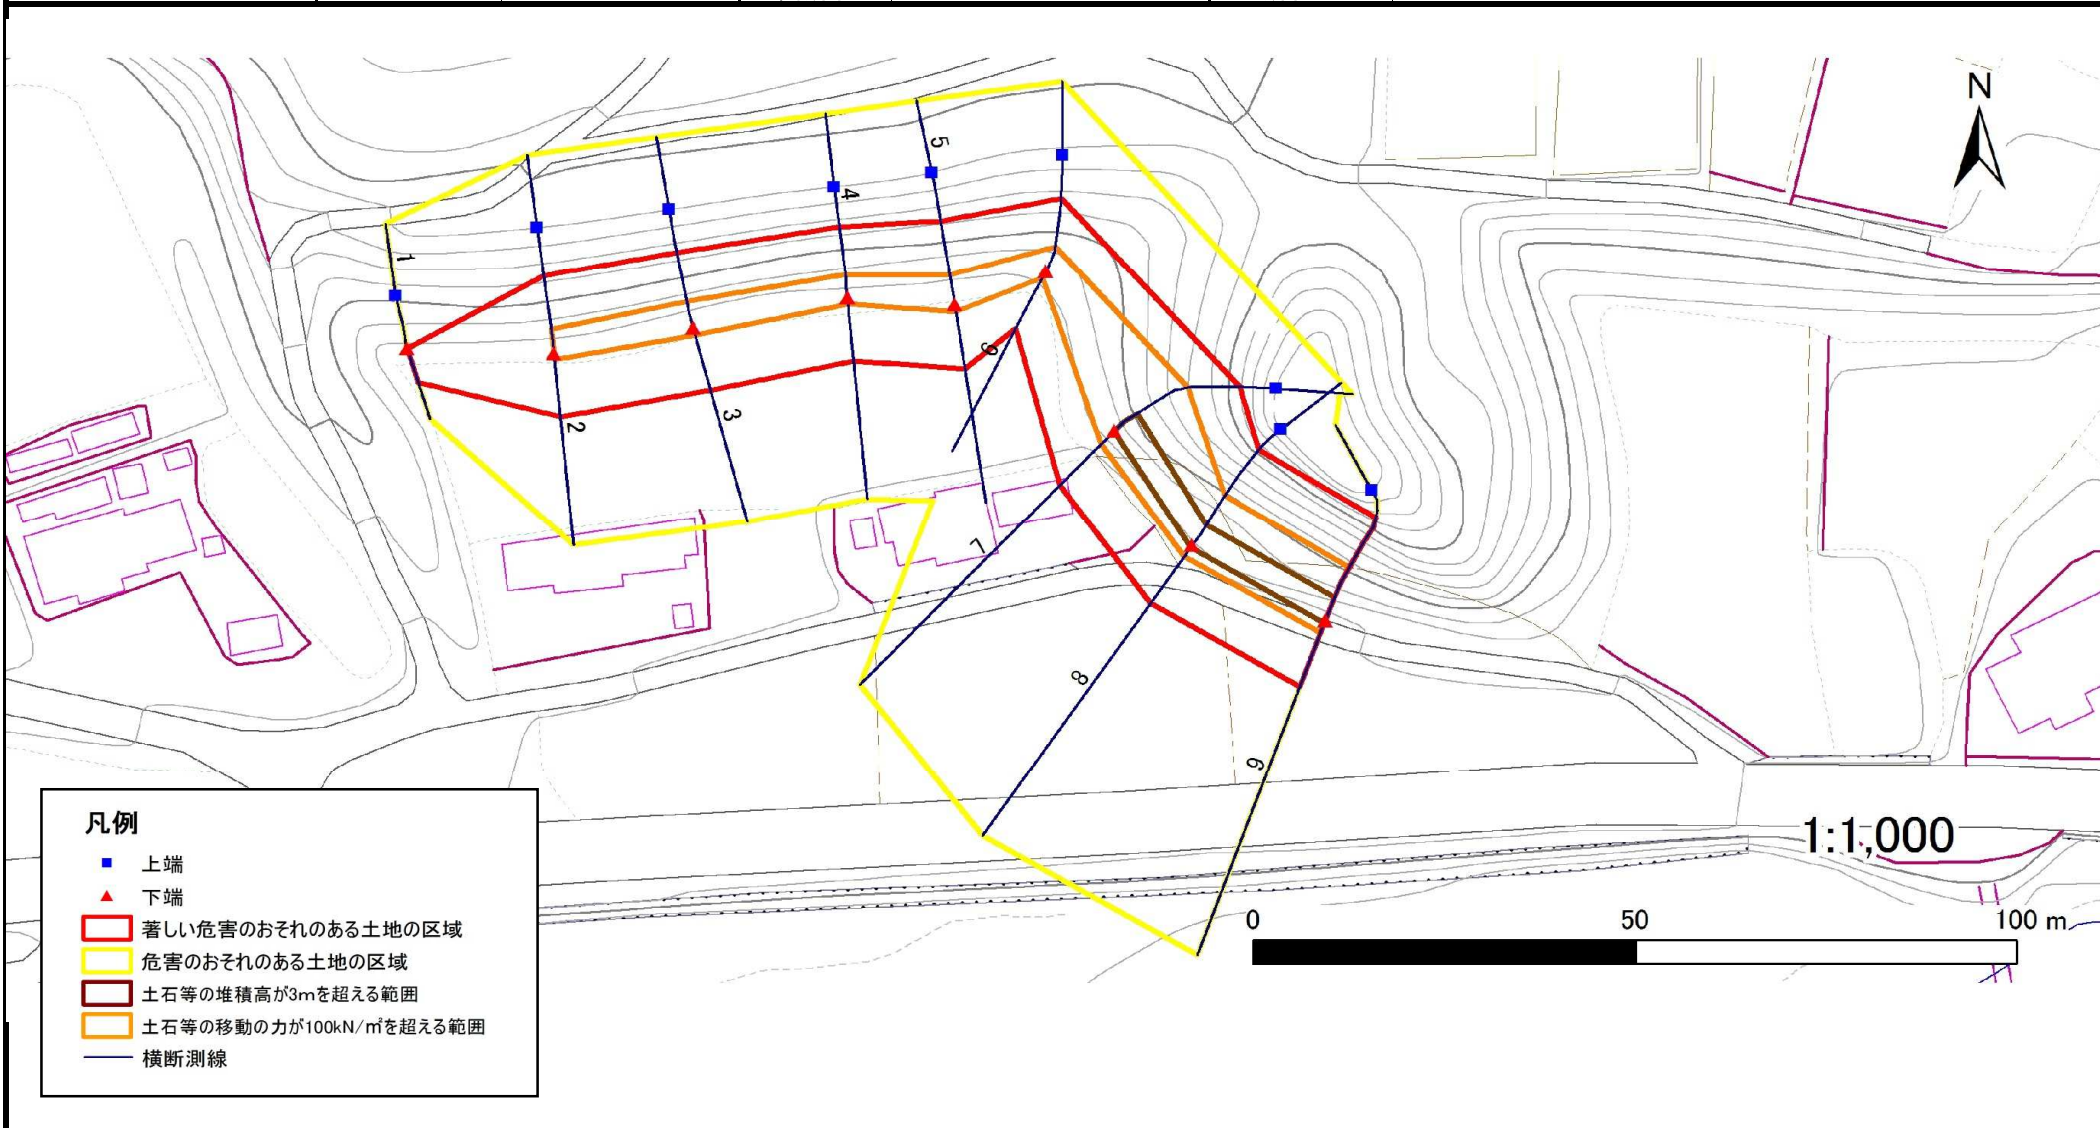 N
1
2
3
4
5
6
7
8
9
1:1,000
0 50 100 m
凡例
上端
下端
著しい危害のおそれのある土地の区域
危害のおそれのある土地の区域
土石等の堆積高が3mを超える範囲
土石等の移動の力が100kN/㎡を超える範囲
横断測線